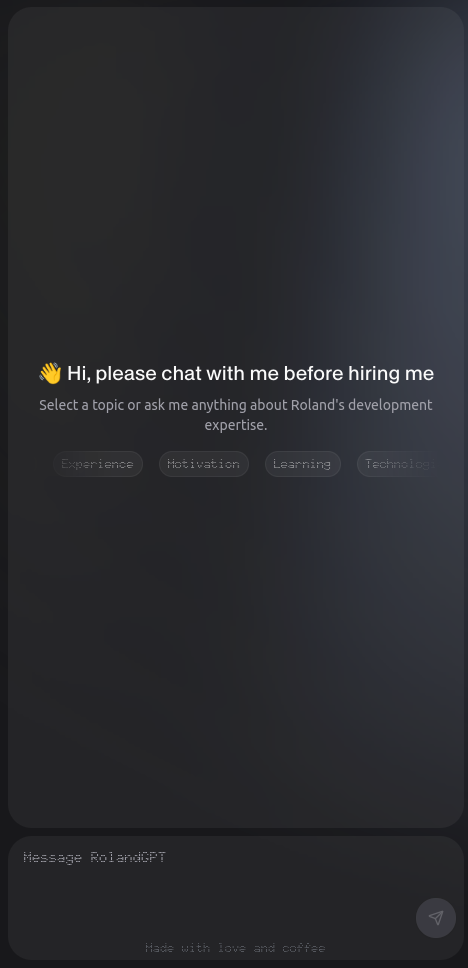 👋 Hi, please chat with me before hiring me
Select a topic or ask me anything about Roland's development
expertise.
Experience Motivation Learning Technolog
Message RolandGPT
Made with love and coffee